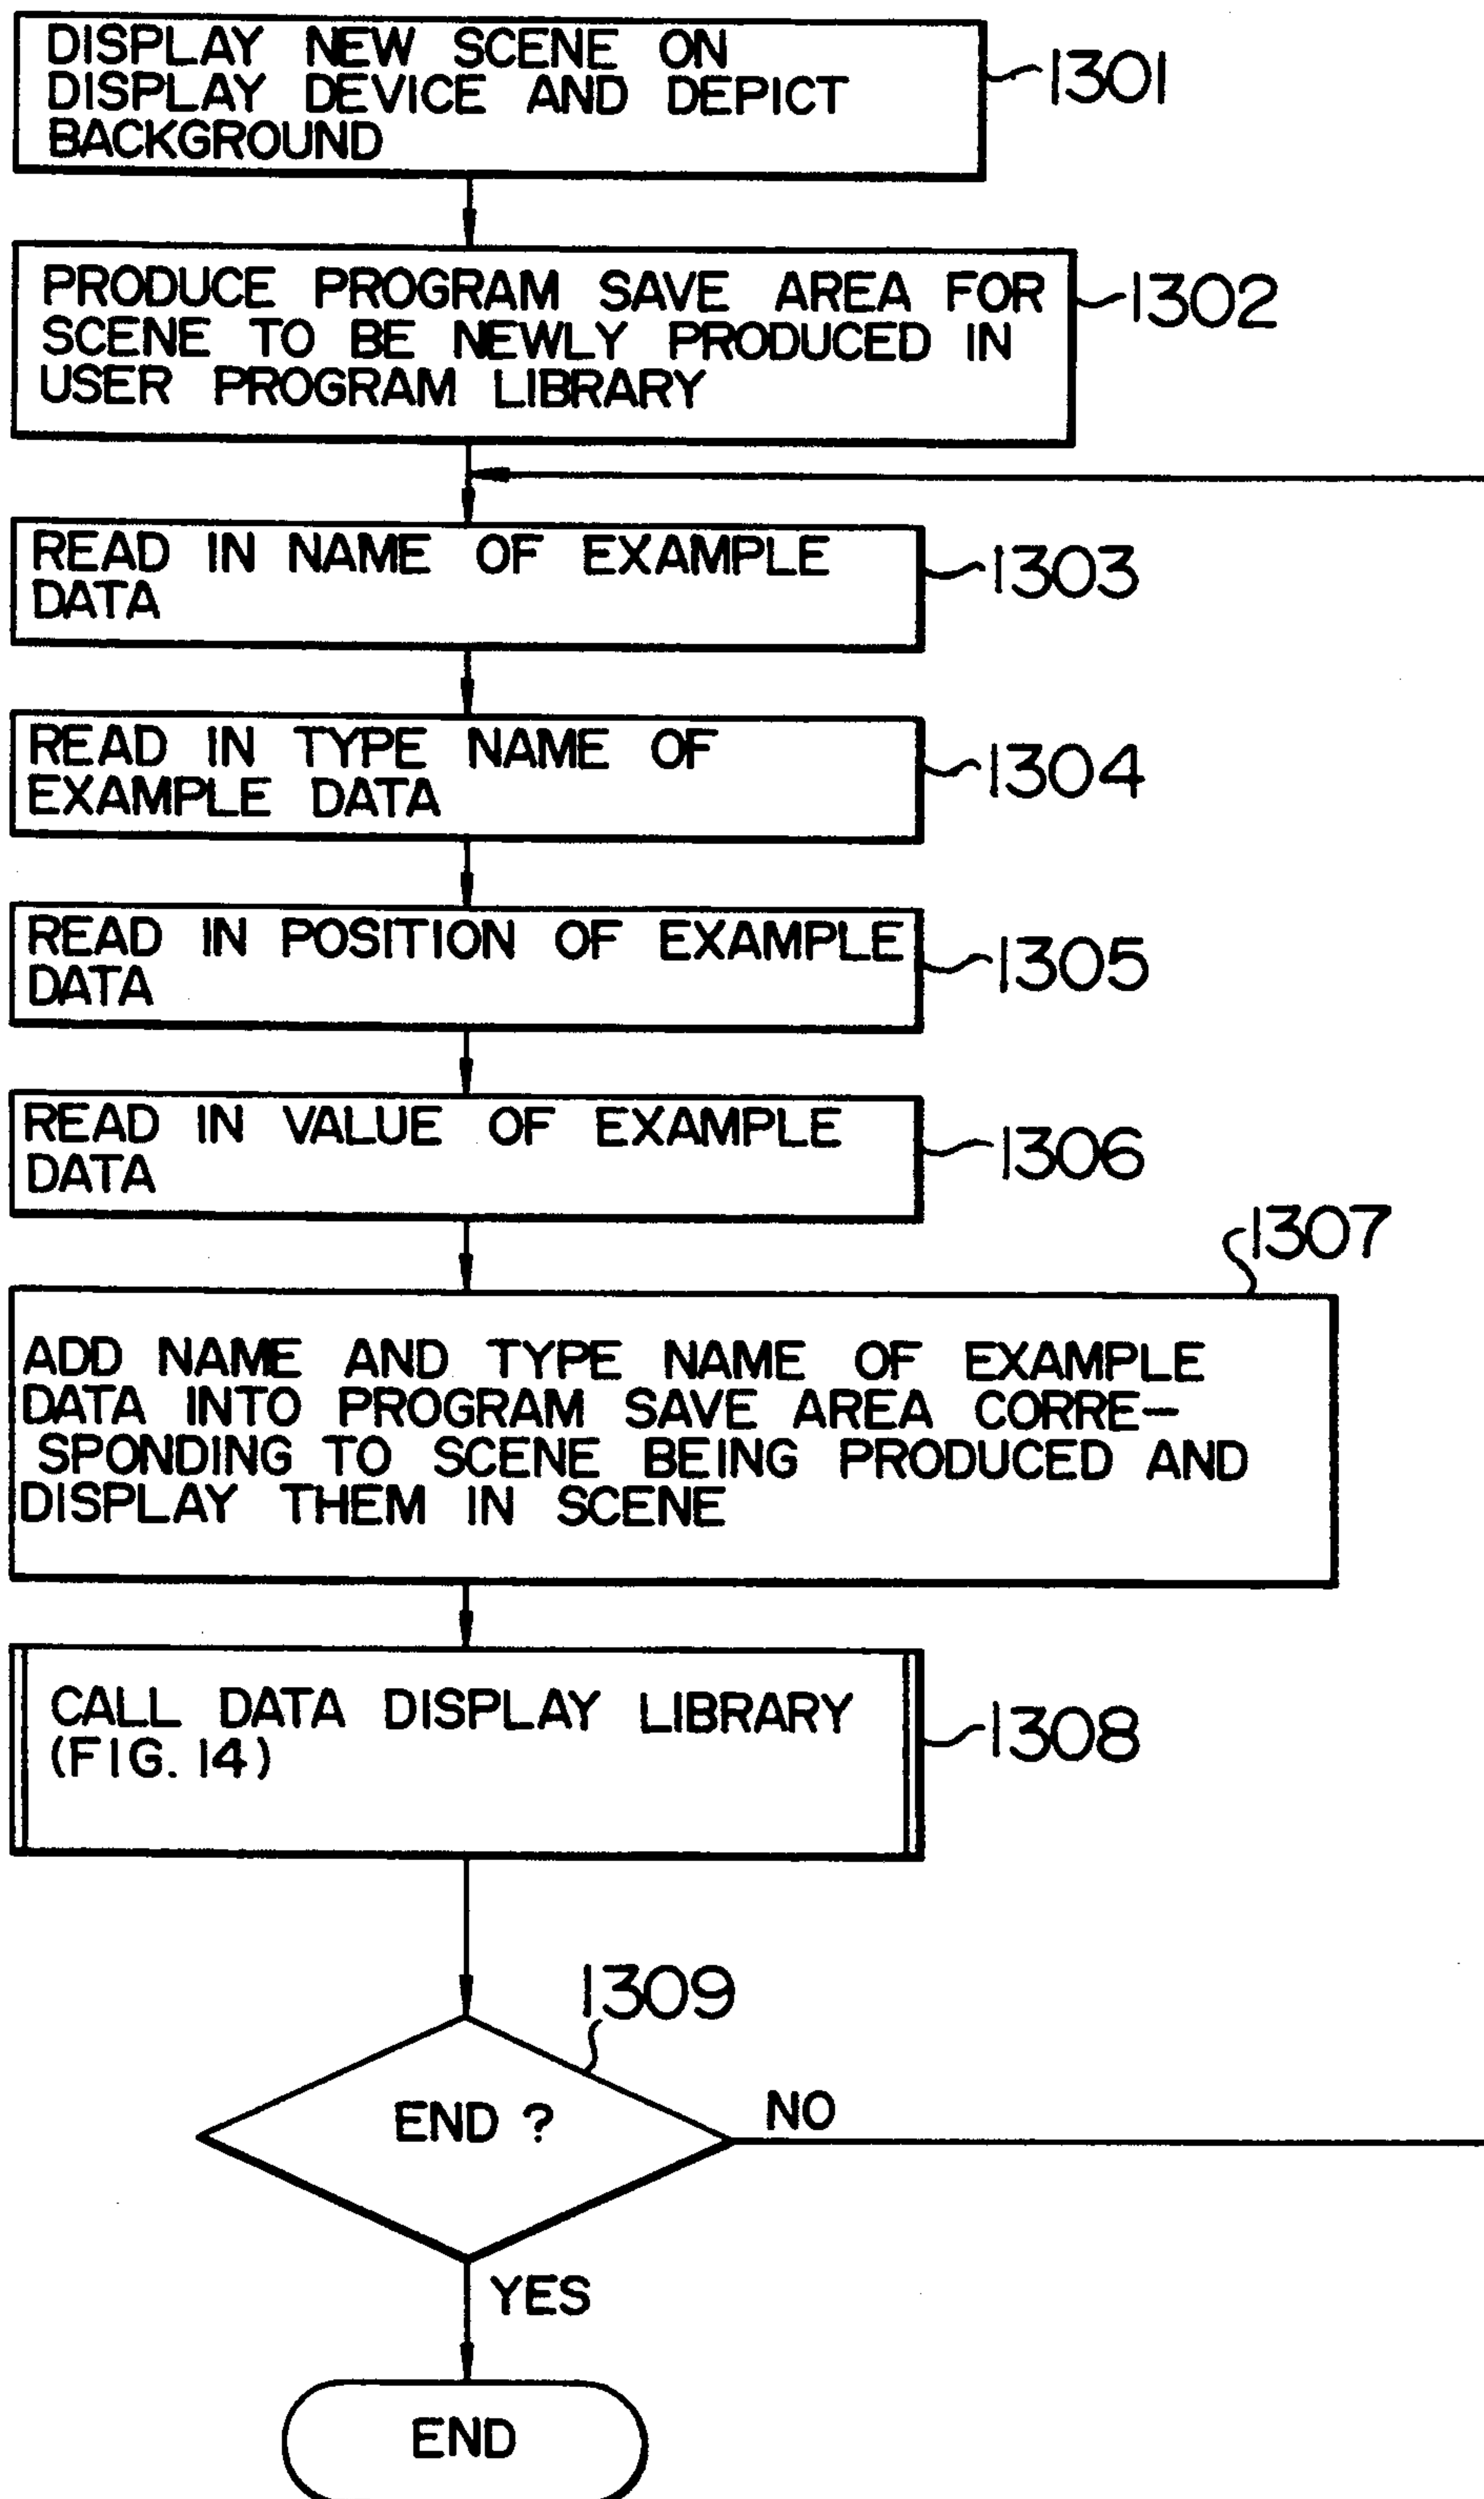 DISPLAY NEW SCENE ON
DISPLAY DEVICE AND DEPICT
BACKGROUND
1301
PRODUCE PROGRAM SAVE AREA FOR
SCENE TO BE NEWLY PRODUCED IN
USER PROGRAM LIBRARY
1302
READ IN NAME OF EXAMPLE
DATA
1303
READ IN TYPE NAME OF
EXAMPLE DATA
1304
READ IN POSITION OF EXAMPLE
DATA
1305
READ IN VALUE OF EXAMPLE
DATA
1306
1307
ADD NAME AND TYPE NAME OF EXAMPLE
DATA INTO PROGRAM SAVE AREA CORRE-
SPONDING TO SCENE BEING PRODUCED AND
DISPLAY THEM IN SCENE
CALL DATA DISPLAY LIBRARY
(FIG. 14)
1308
1309
END ?
NO
YES
END